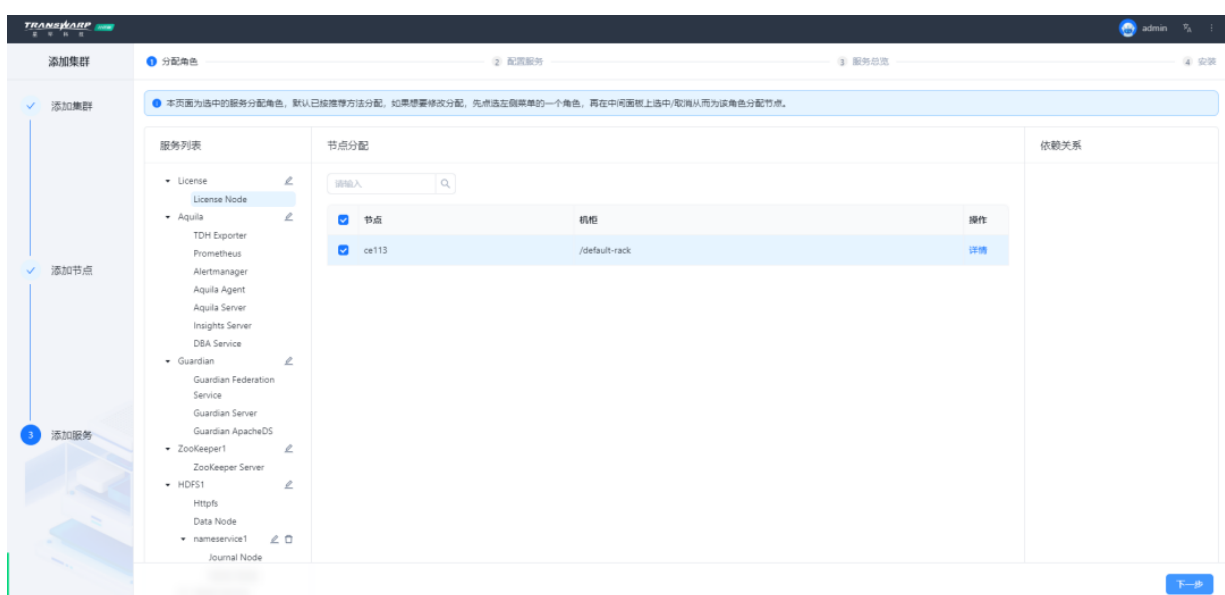 TRANSWARP
星环科技
admin
添加集群
1 分配角色
2 配置服务
3 服务总览
4 安装
添加集群
本页面为选中的服务分配角色，默认已按推荐方法分配，如果想要修改分配，先点选左侧菜单的一个角色，再在中间面板上选中/取消从而为该角色分配节点。
服务列表
节点分配
依赖关系
License
请输入
License Node
Aquila
节点
机柜
操作
TDH Exporter
Prometheus
ce113
/default-rack
详情
Alertmanager
添加节点
Aquila Agent
Aquila Server
Insights Server
DBA Service
Guardian
Guardian Federation
Service
Guardian Server
Guardian ApacheDS
3 添加服务
ZooKeeper1
ZooKeeper Server
HDFS1
Httpfs
Data Node
nameservice1
Journal Node
下一步